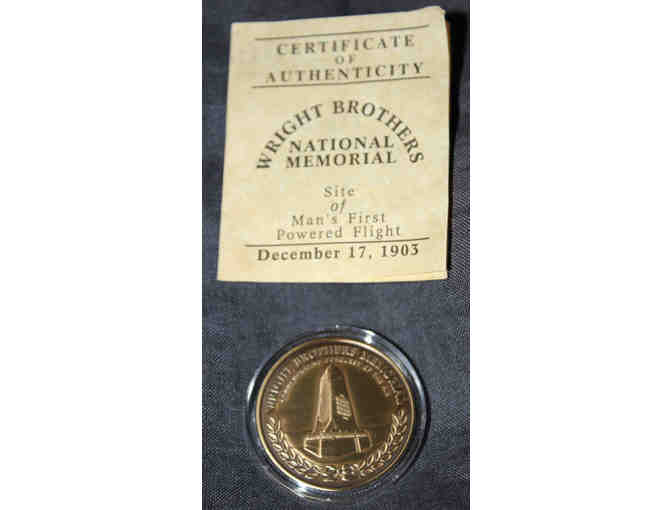 CERTIFICATE
OF
AUTHENTICITY
WRIGHT BROTHERS
NATIONAL
MEMORIAL
Site
of
Man's First
Powered Flight
December 17, 1903
WRIGHT BROTHERS MEMORIAL